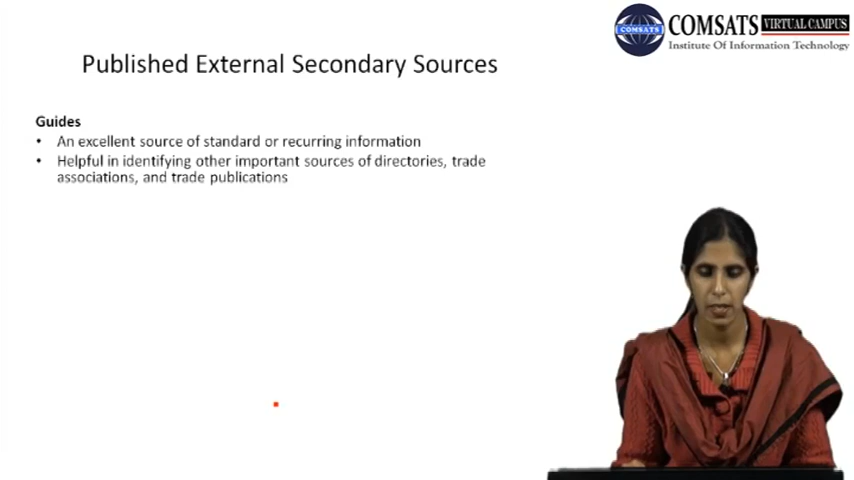 COMSATS
COMSATS VIRTUAL CAMPUS
Institute Of Information Technology
Published External Secondary Sources
Guides
• An excellent source of standard or recurring information
• Helpful in identifying other important sources of directories, trade
associations, and trade publications